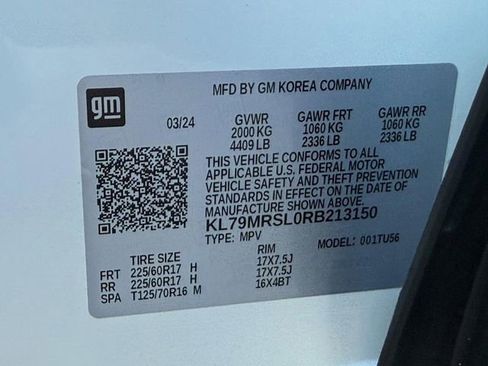 MFD BY GM KOREA COMPANY
gm
03/24 GVWR GAWR FRT GAWR RR
2000 KG 1060 KG 1060 KG
4409 LB 2336 LB 2336 LB
THIS VEHICLE CONFORMS TO ALL
APPLICABLE U.S. FEDERAL MOTOR
VEHICLE SAFETY AND THEFT PREVENTION
STANDARDS IN EFFECT ON THE DATE OF
MANUFACTURE SHOWN ABOVE.
KL79MRSL0RB213150
TYPE: MPV MODEL: 001TU56
TIRE SIZE RIM
FRT 225/60R17 H 17X7.5J
RR 225/60R17 H 17X7.5J
SPA T125/70R16 M 16X4BT